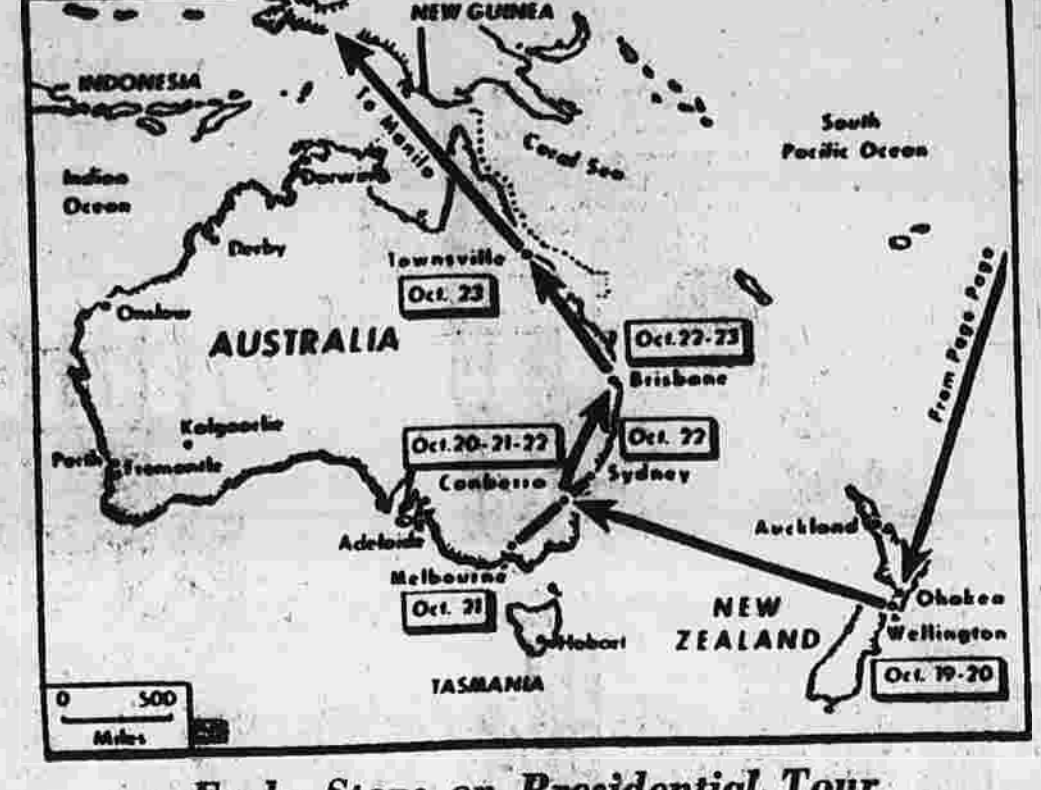 NEW GUINEA
INDONESIA
To Manila
Coral Sea
South
Pacific Ocean
Indian
Ocean
Darwin
Derby
Townsville
Oct. 23
Onslow
AUSTRALIA
Oct. 22-23
Brisbane
From Pago Pago
Kalgoorlie
Oct. 20-21-22
Oct. 22
Perth
Fremantle
Canberra
Sydney
Auckland
Adelaide
Melbourne
Oct. 21
NEW
ZEALAND
Ohakea
Wellington
Hobart
Oct. 19-20
TASMANIA
0 500
Miles
Stops on Presidential Tour